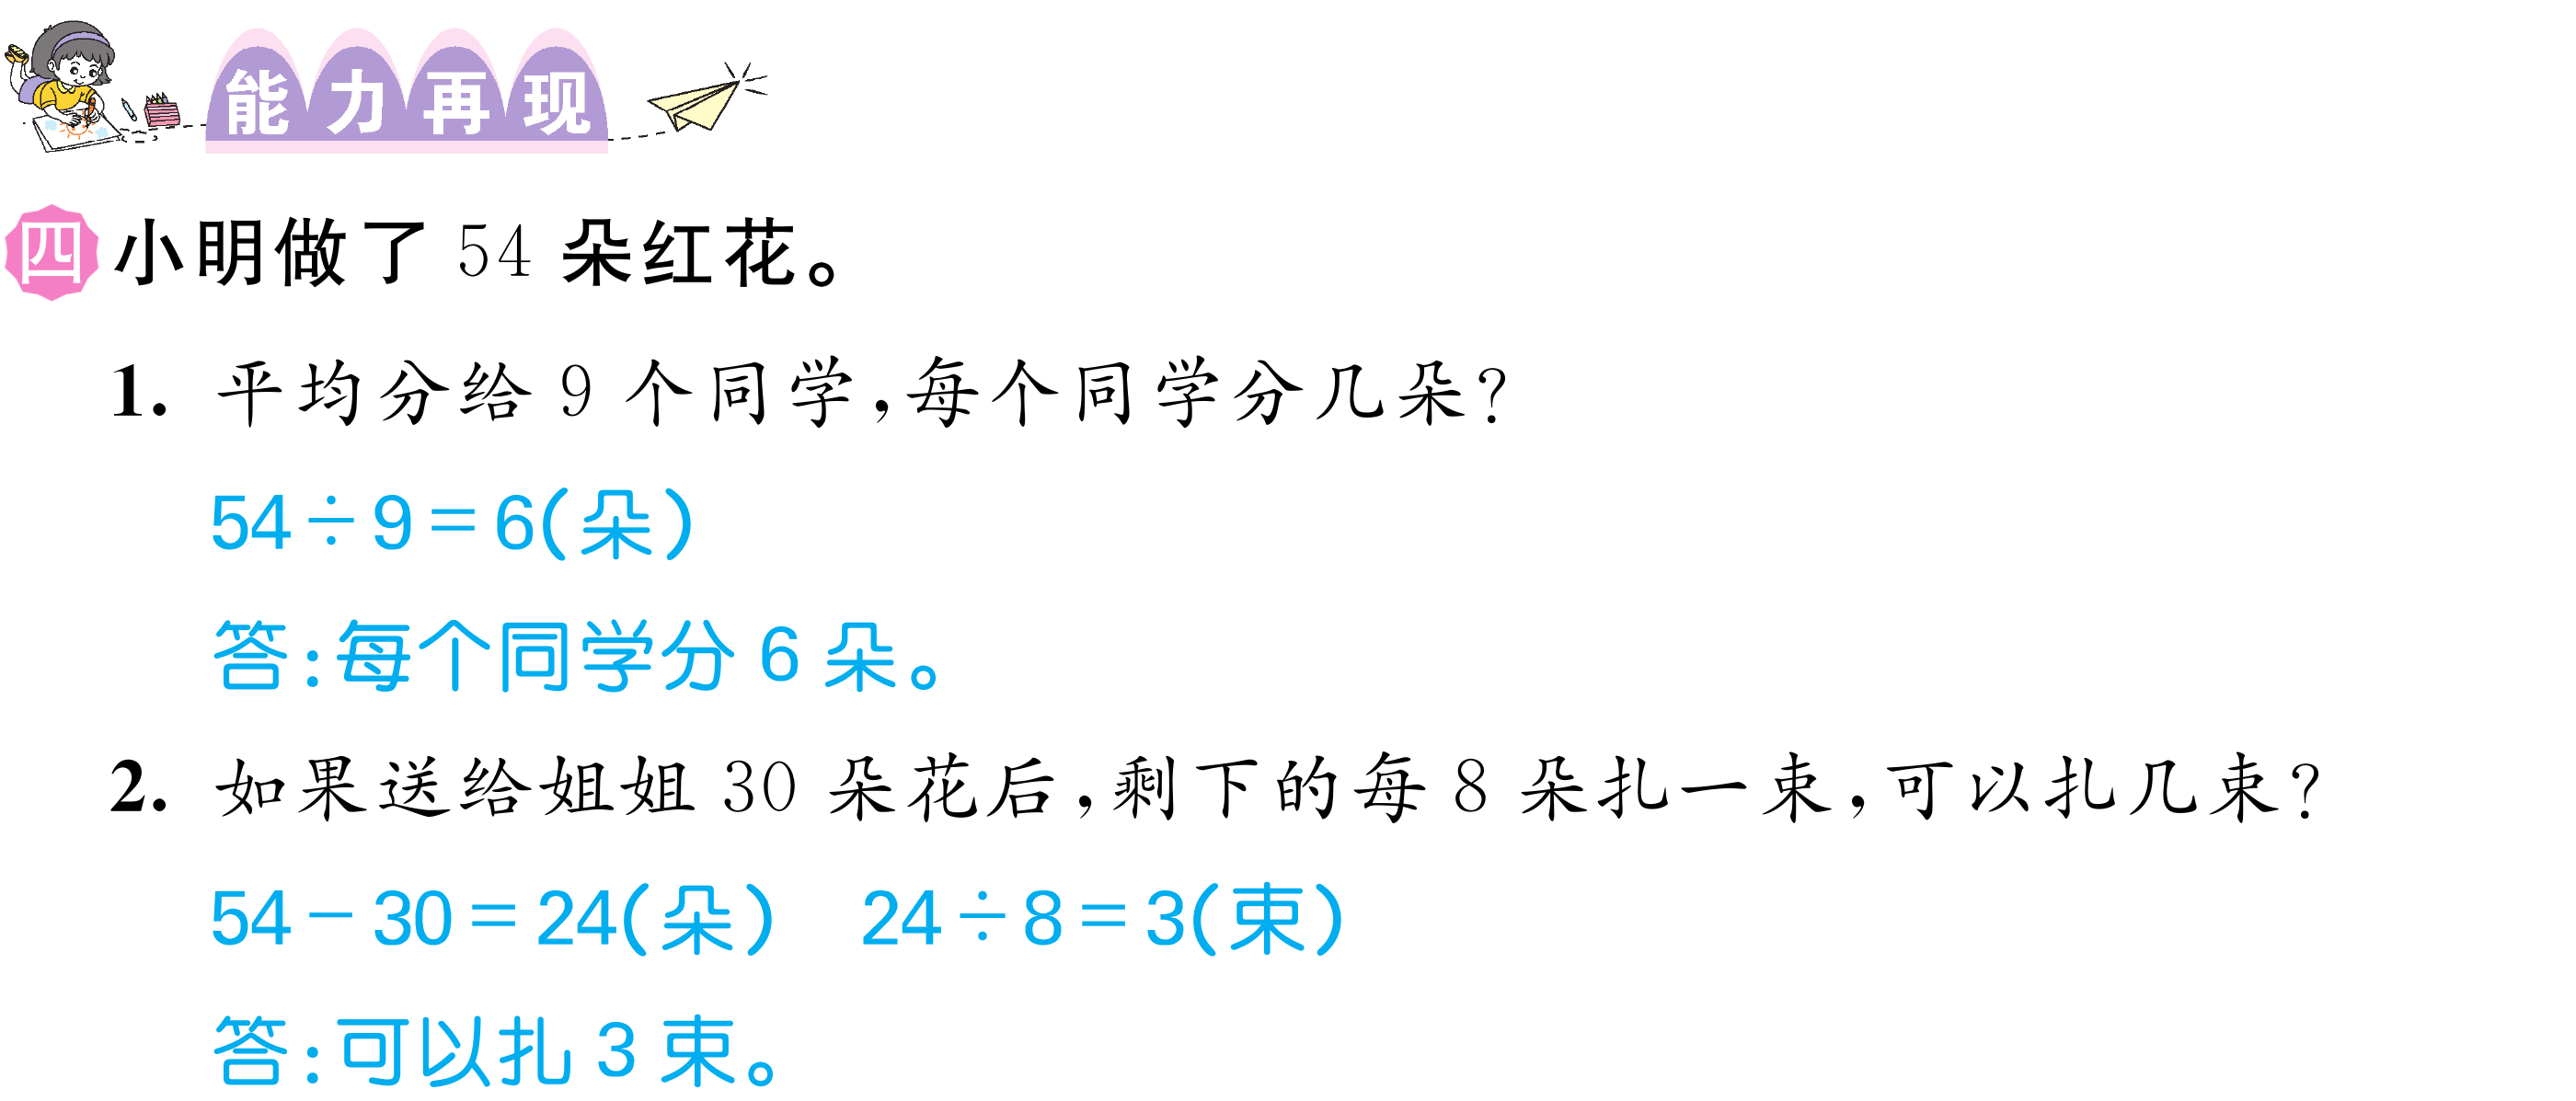 能力再现
四 小明做了 54 朵红花。
1. 平均分给 9 个同学,每个同学分几朵?
54÷9=6(朵)
答:每个同学分 6 朵。
2. 如果送给姐姐 30 朵花后,剩下的每 8 朵扎一束,可以扎几束?
54-30=24(朵) 24÷8=3(束)
答:可以扎 3 束。